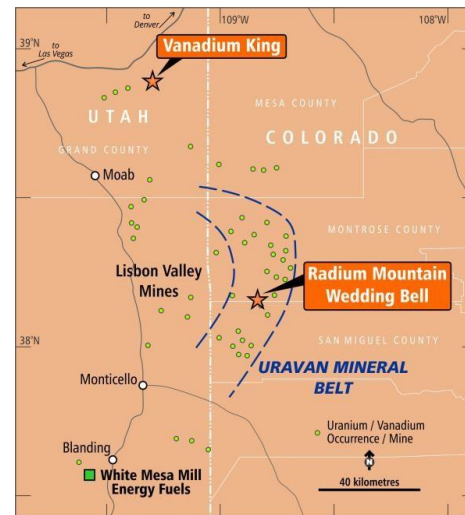 to
Denver
109°W
108°W
39°N
to
Las Vegas
Vanadium King
UTAH
MESA COUNTY
COLORADO
GRAND COUNTY
Moab
MONTROSE COUNTY
Lisbon Valley
Mines
Radium Mountain
Wedding Bell
38°N
SAN MIGUEL COUNTY
URAVAN MINERAL
BELT
Monticello
Uranium / Vanadium
Occurrence / Mine
Blanding
N
White Mesa Mill
Energy Fuels
40 kilometres